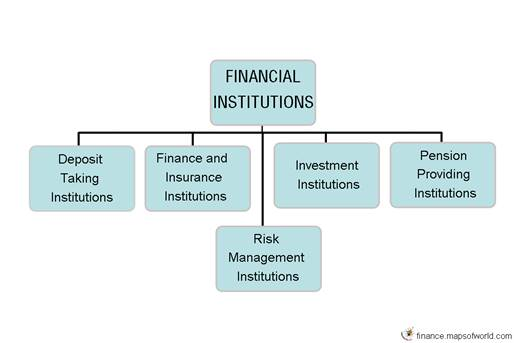 FINANCIAL
INSTITUTIONS
Deposit
Taking
Institutions
Finance and
Insurance
Institutions
Investment
Institutions
Pension
Providing
Institutions
Risk
Management
Institutions
finance.mapsofworld.com